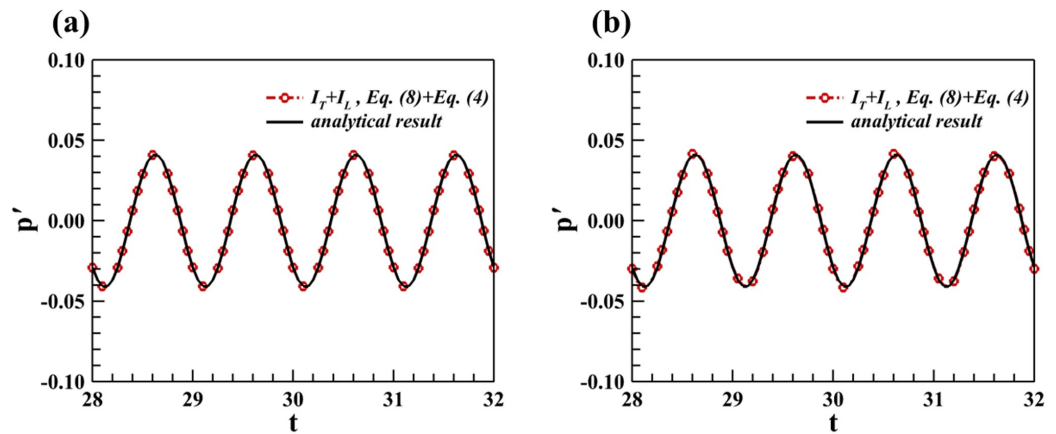 (a)
0.10
0.05
0.00
-0.05
-0.10
p′
I_T+I_L , Eq. (8)+Eq. (4)
analytical result
28
29
30
31
32
t
(b)
0.10
0.05
0.00
-0.05
-0.10
p′
I_T+I_L , Eq. (8)+Eq. (4)
analytical result
28
29
30
31
32
t